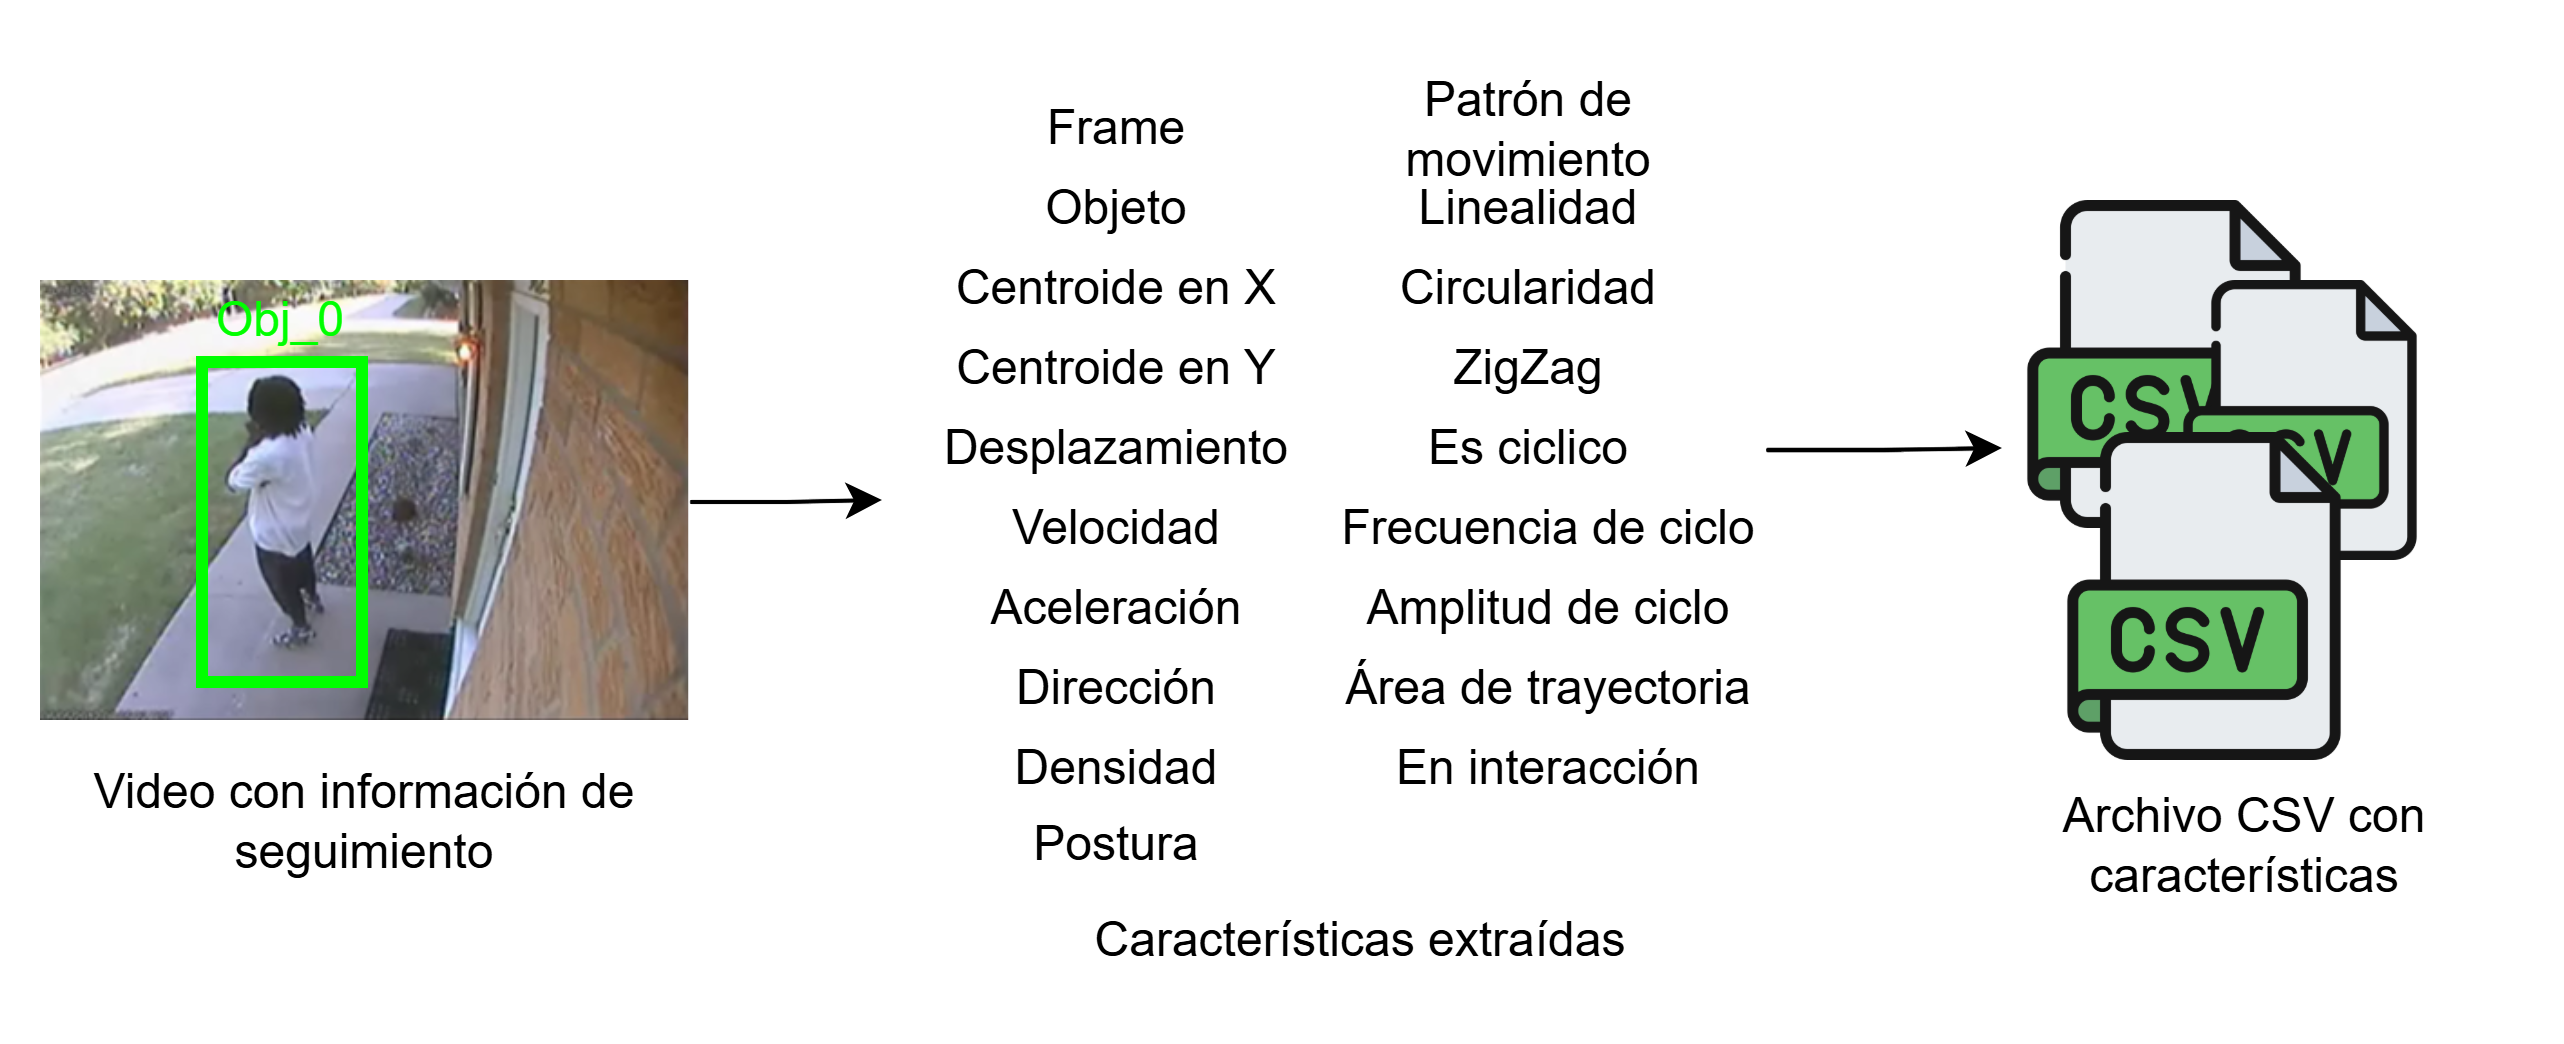 Obj_0
Video con información de
seguimiento
Frame
Objeto
Centroide en X
Centroide en Y
Desplazamiento
Velocidad
Aceleración
Dirección
Densidad
Postura
Patrón de
movimiento
Linealidad
Circularidad
ZigZag
Es ciclico
Frecuencia de ciclo
Amplitud de ciclo
Área de trayectoria
En interacción
Características extraídas
CSV
CSV
CSV
Archivo CSV con
características